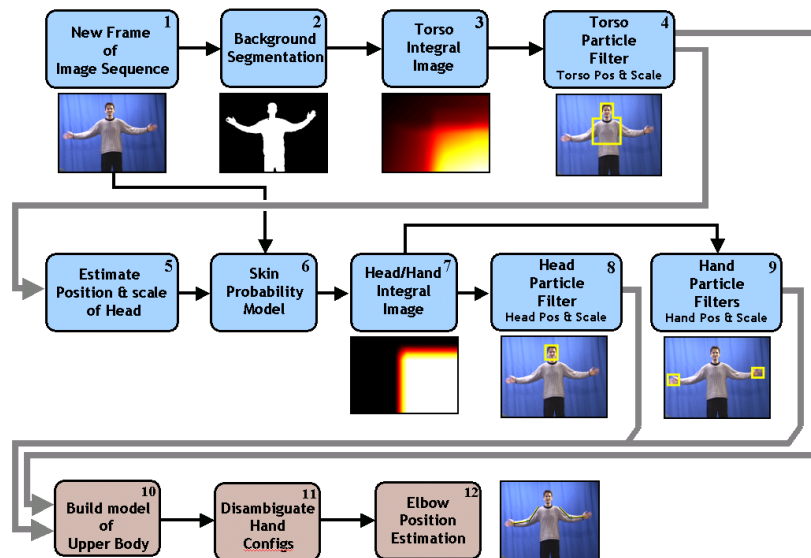 1
New Frame
of
Image Sequence
2
Background
Segmentation
3
Torso
Integral
Image
4
Torso
Particle
Filter
Torso Pos & Scale
5
Estimate
Position & scale
of Head
6
Skin
Probability
Model
7
Head/Hand
Integral
Image
8
Head
Particle
Filter
Head Pos & Scale
9
Hand
Particle
Filters
Hand Pos & Scale
10
Build model
of
Upper Body
11
Disambiguate
Hand
Configs
12
Elbow
Position
Estimation